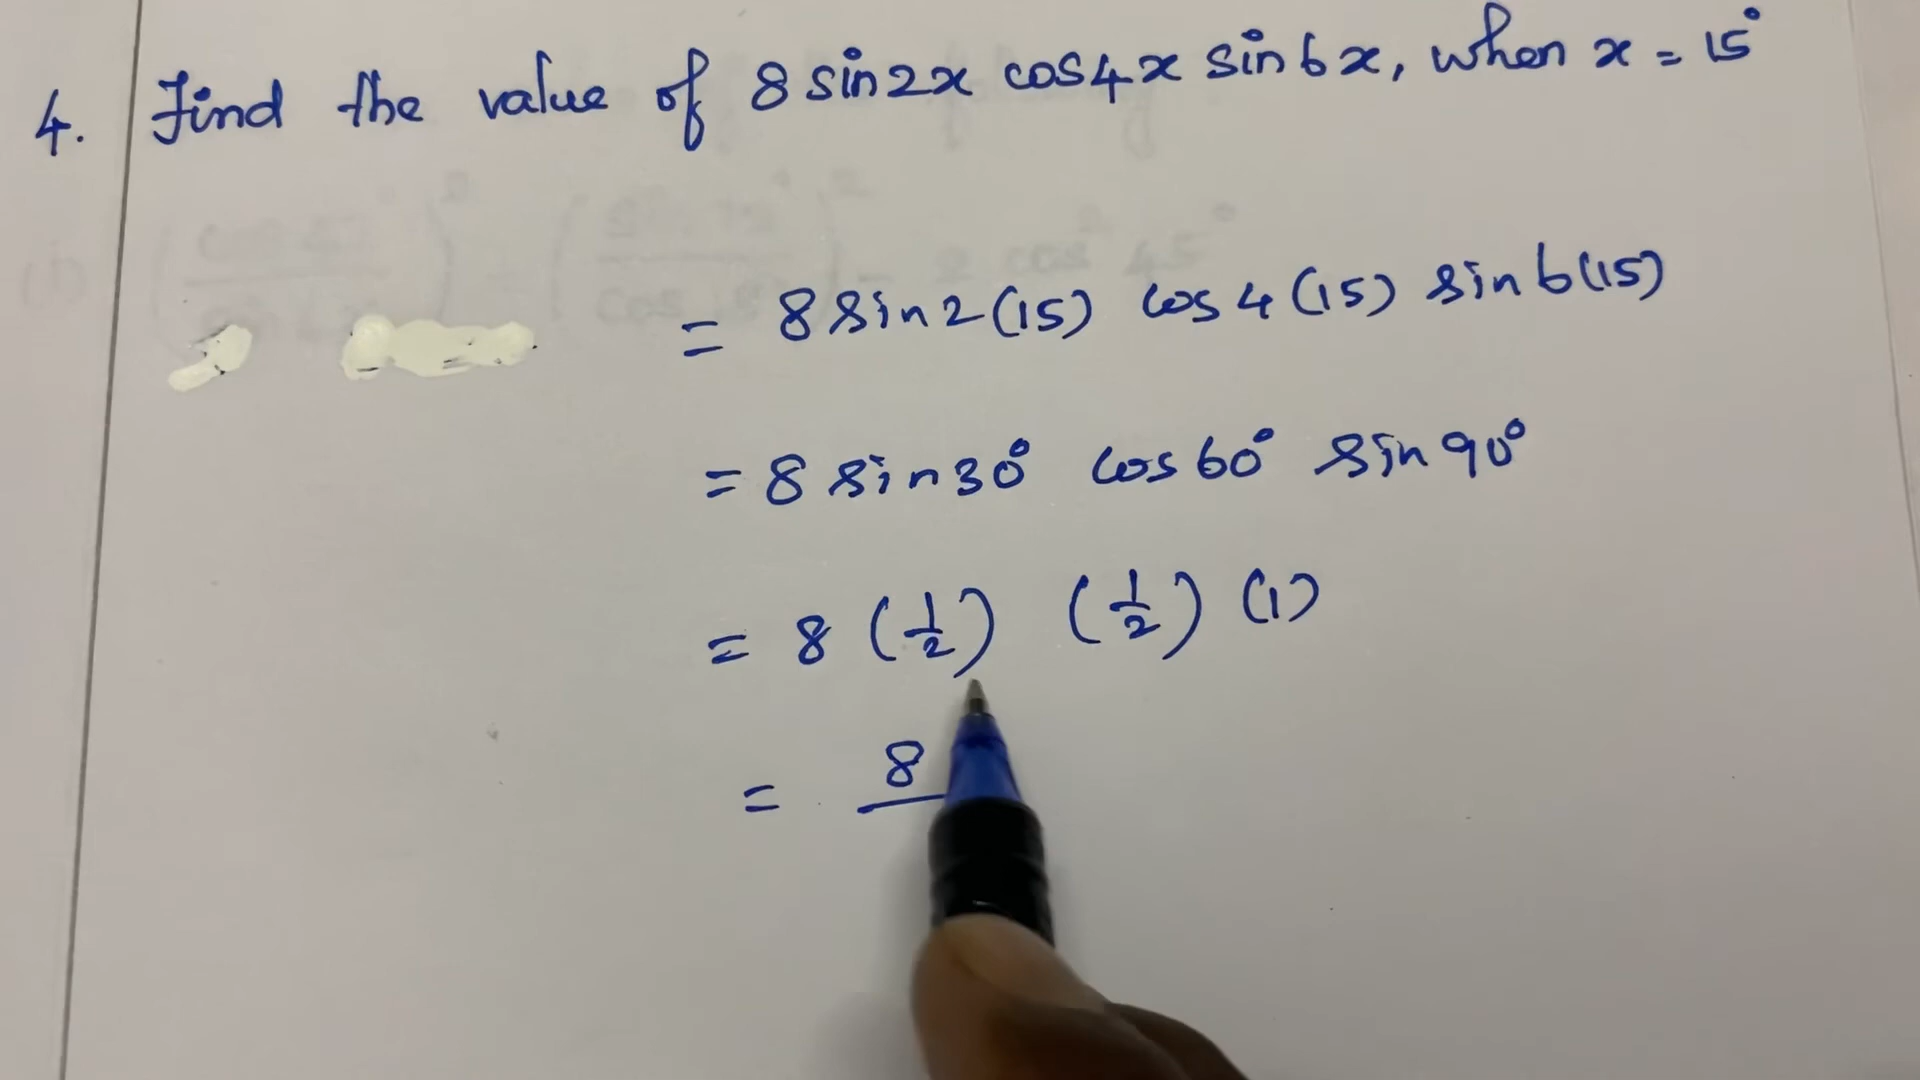 4. Find the value of 8 sin2x cos4x sin6x, when x = 15°
= 8 sin2(15) cos4(15) sin6(15)
= 8 sin30° cos60° sin90°
= 8 (1/2) (1/2) (1)
= 8